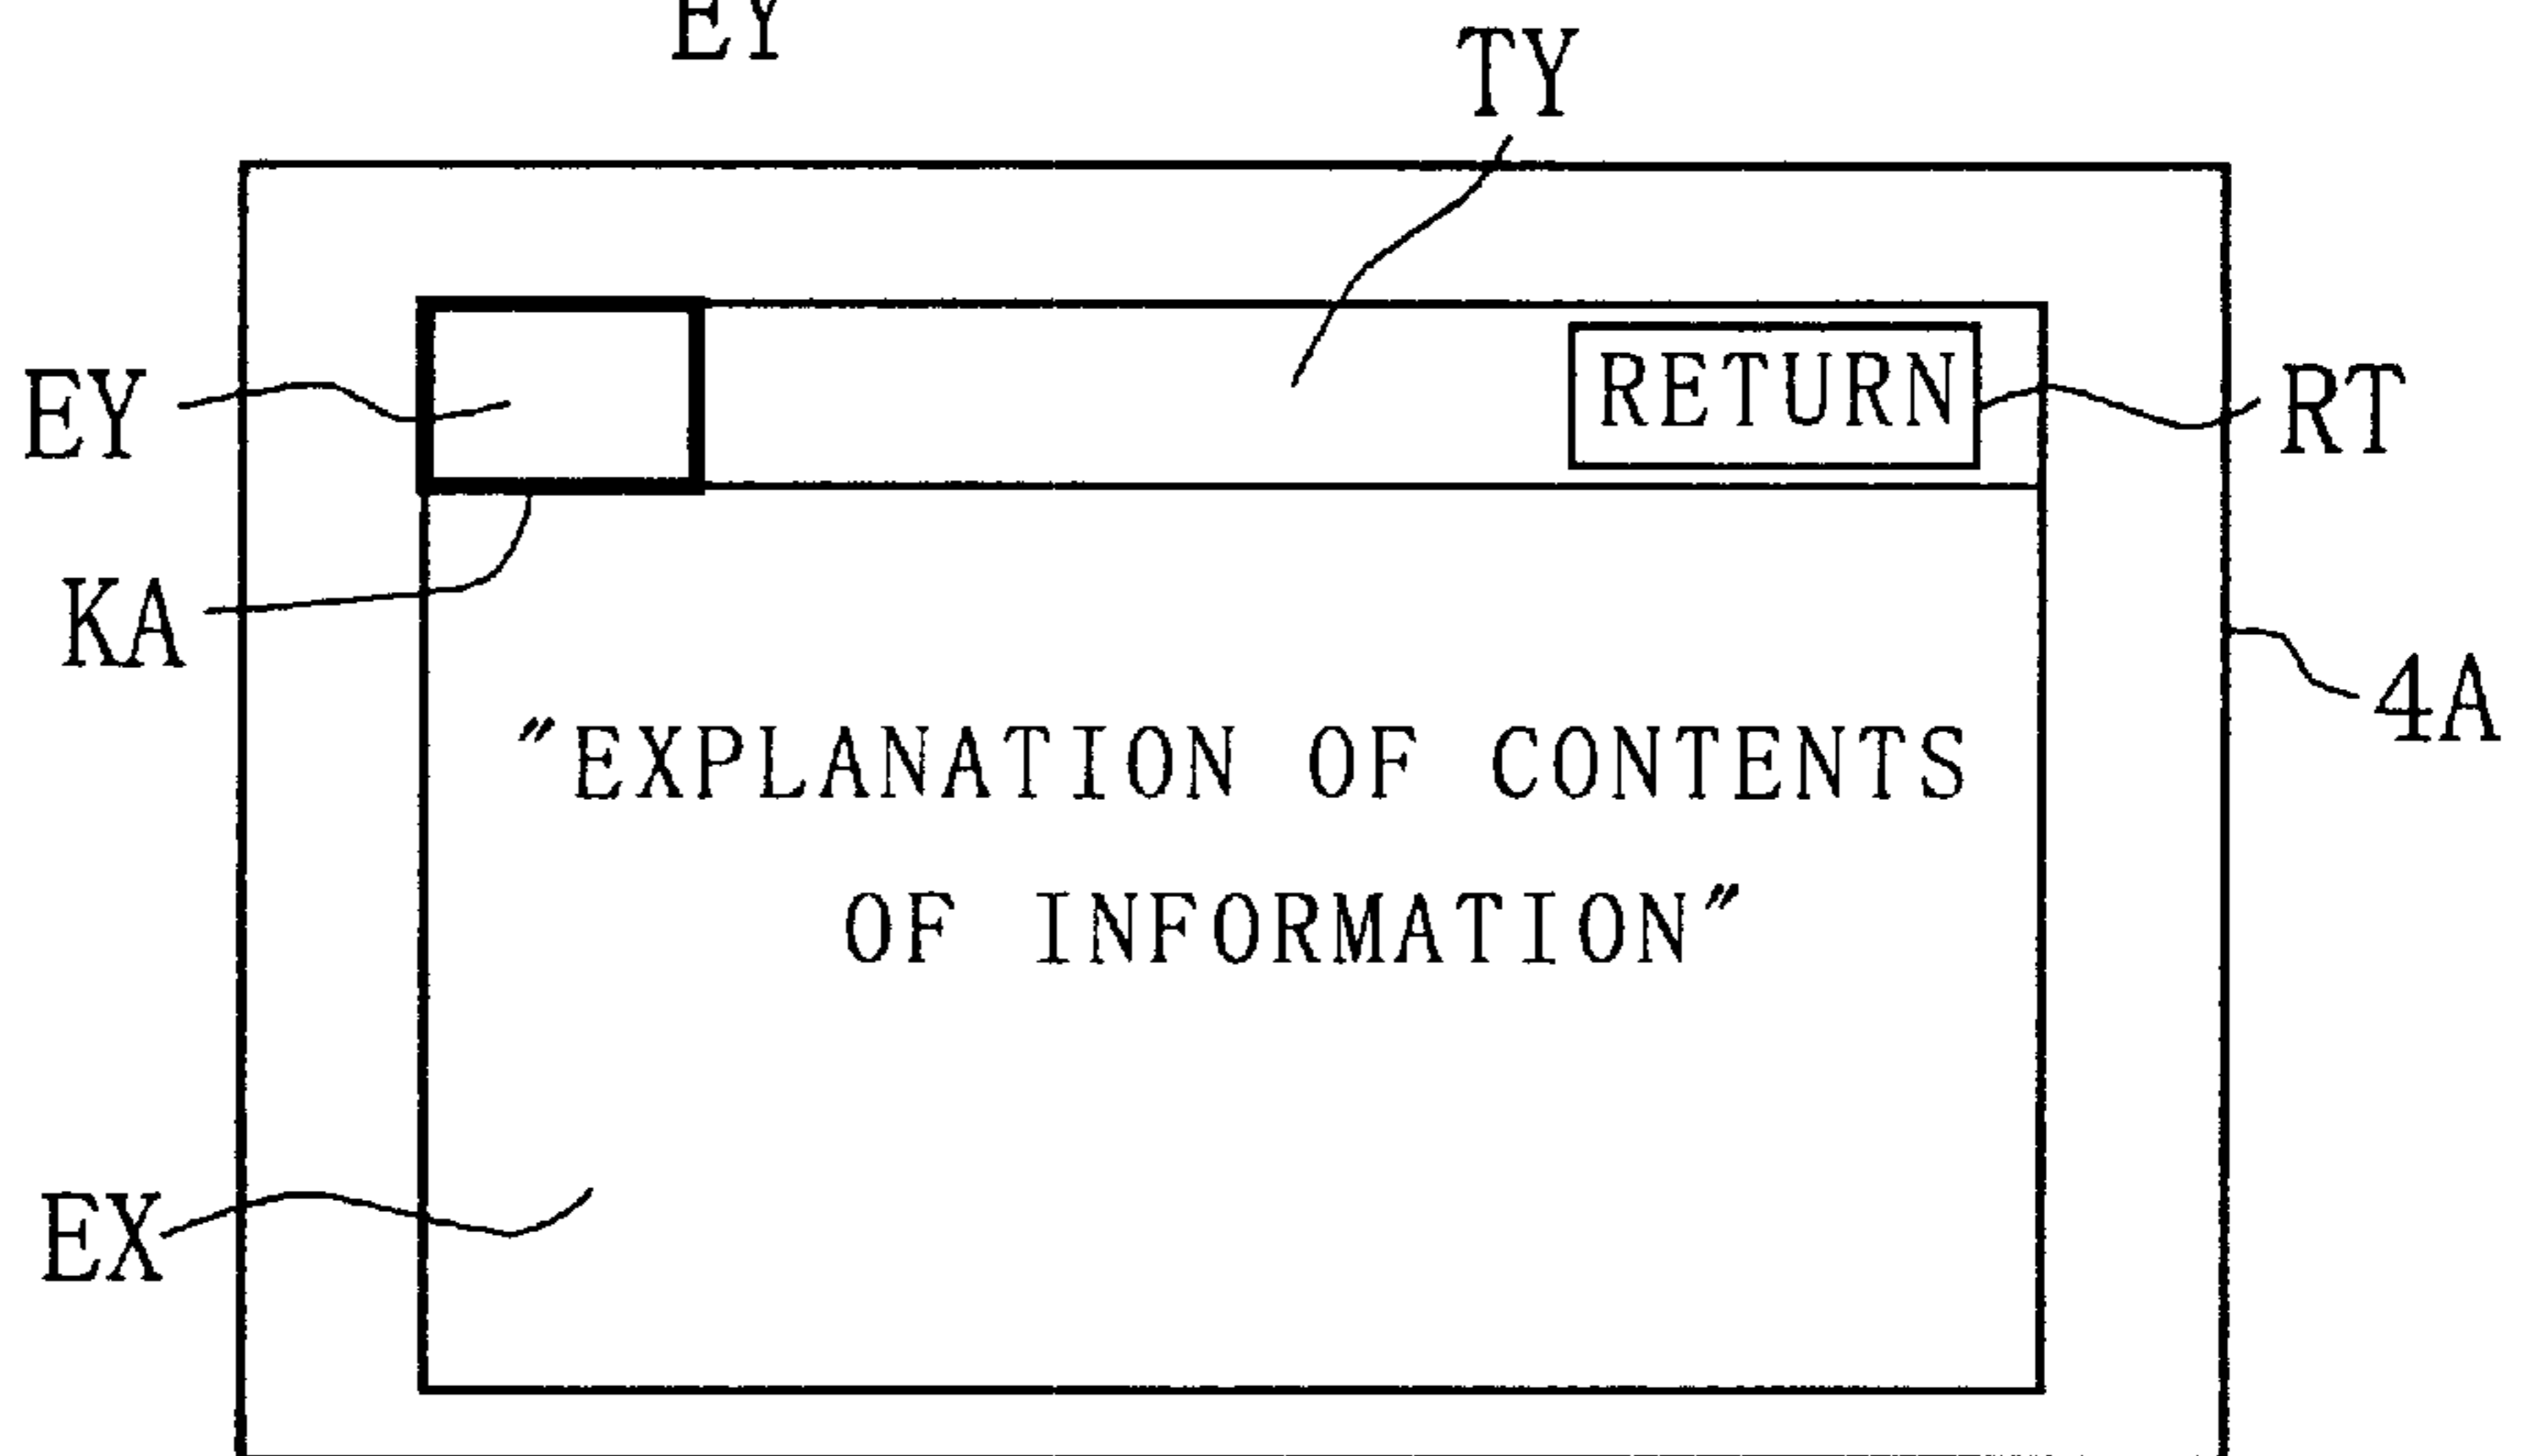 EY
TY
EY
RETURN
RT
KA
4A
"EXPLANATION OF CONTENTS
OF INFORMATION"
EX